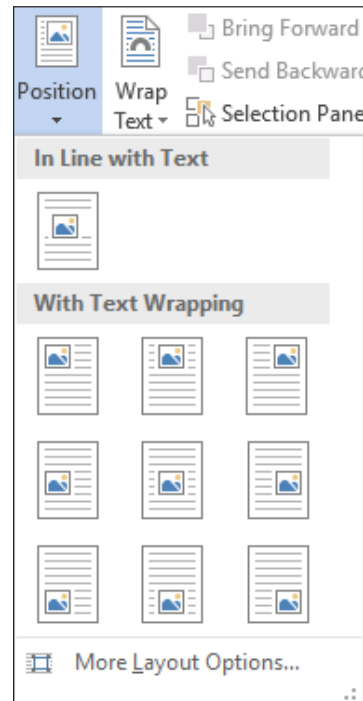 Bring Forward
Send Backward
Position
Wrap
Text
Selection Pane
In Line with Text
With Text Wrapping
More Layout Options...